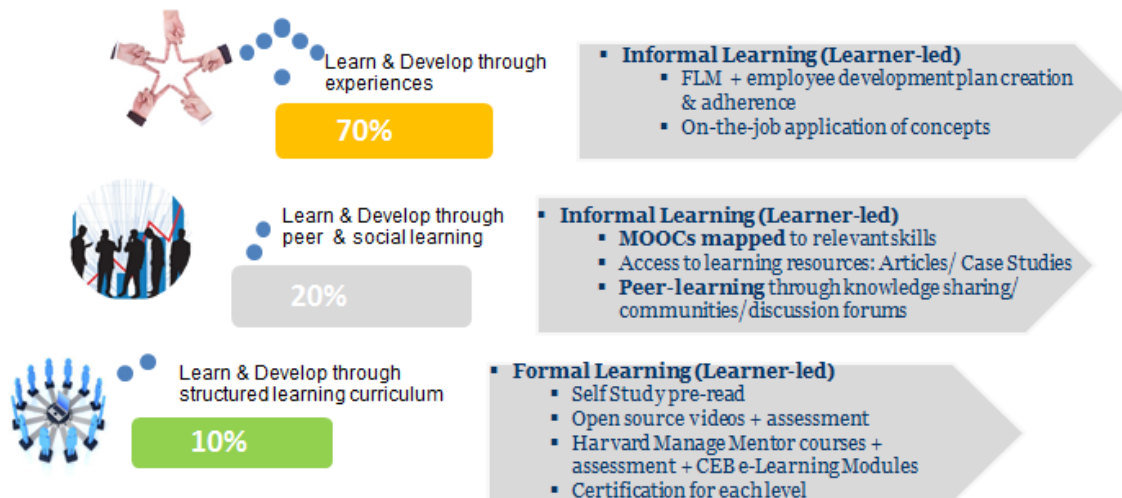 Learn & Develop through
experiences
70%
▪ Informal Learning (Learner-led)
▪ FLM + employee development plan creation
& adherence
▪ On-the-job application of concepts
Learn & Develop through
peer & social learning
20%
▪ Informal Learning (Learner-led)
▪ MOOCs mapped to relevant skills
▪ Access to learning resources: Articles/ Case Studies
▪ Peer-learning through knowledge sharing/
communities/discussion forums
Learn & Develop through
structured learning curriculum
10%
▪ Formal Learning (Learner-led)
▪ Self Study pre-read
▪ Open source videos + assessment
▪ Harvard Manage Mentor courses +
assessment + CEB e-Learning Modules
▪ Certification for each level